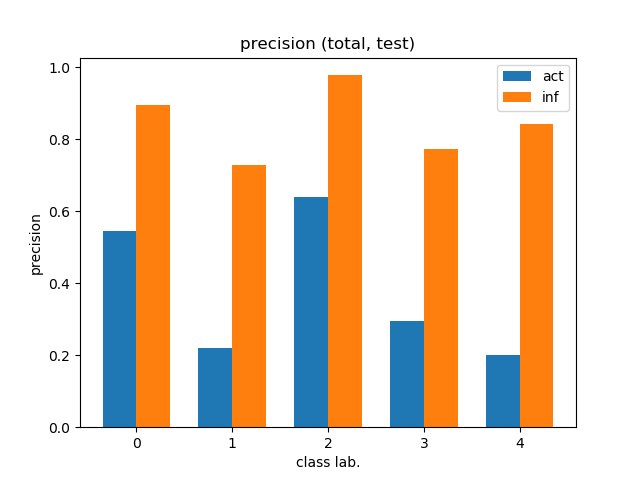 precision (total, test)
act
inf
precision
1.0
0.8
0.6
0.4
0.2
0.0
0 1 2 3 4
class lab.